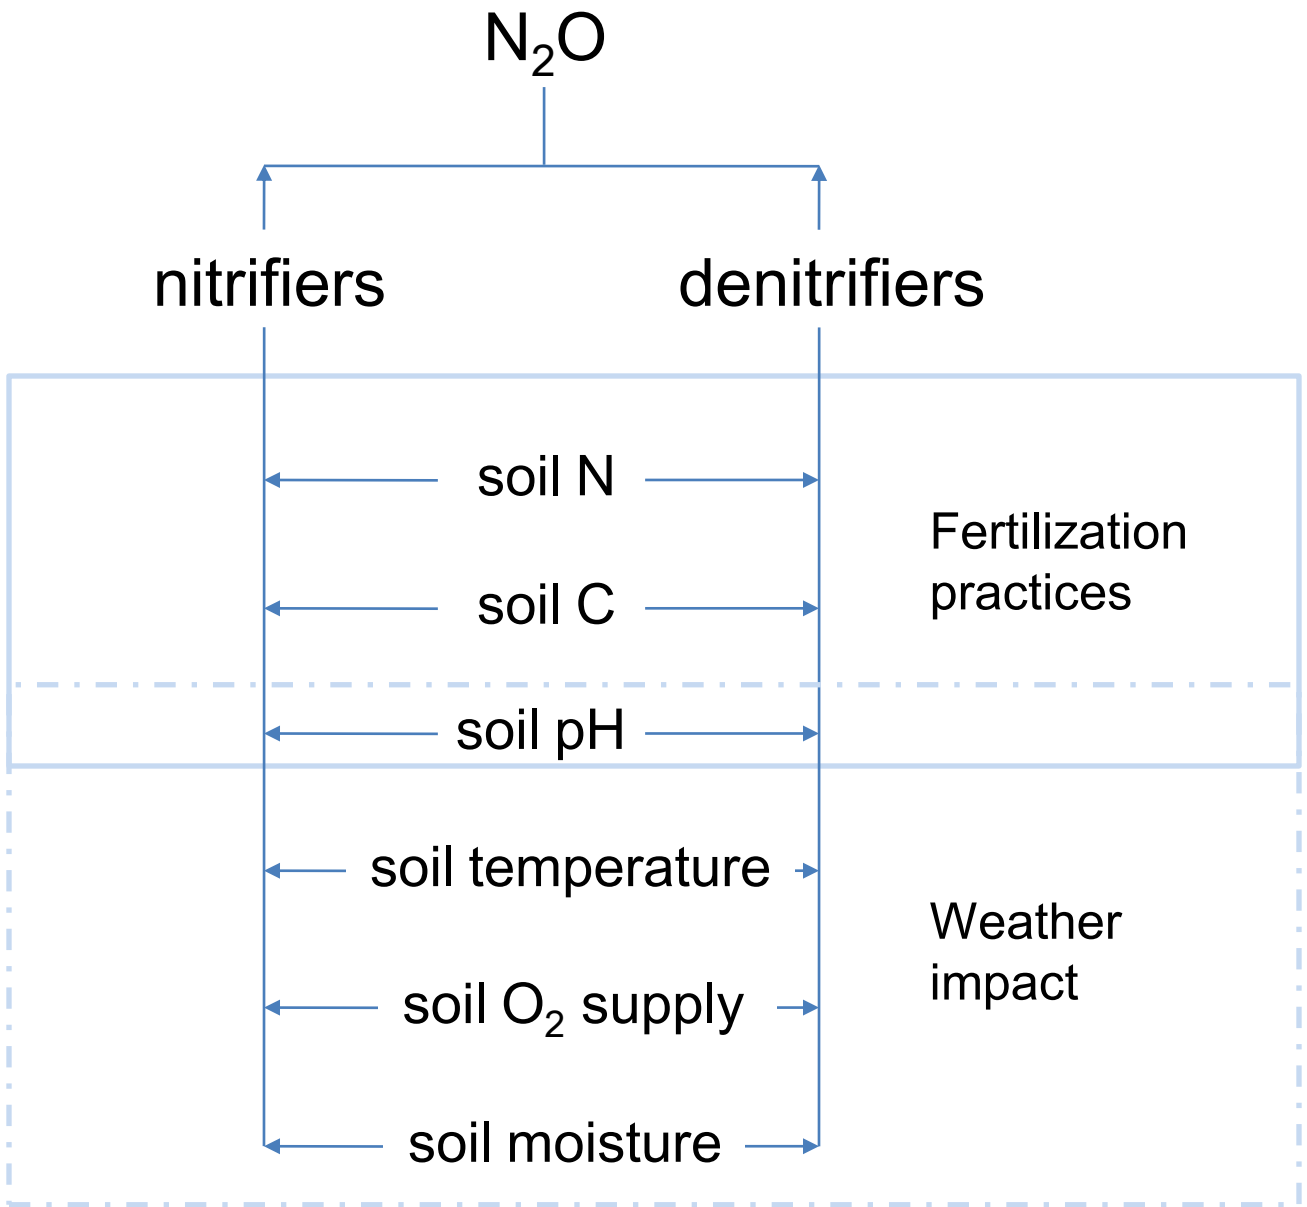 N₂O
nitrifiers
denitrifiers
soil N
soil C
soil pH
Fertilization
practices
soil temperature
soil O₂ supply
soil moisture
Weather
impact